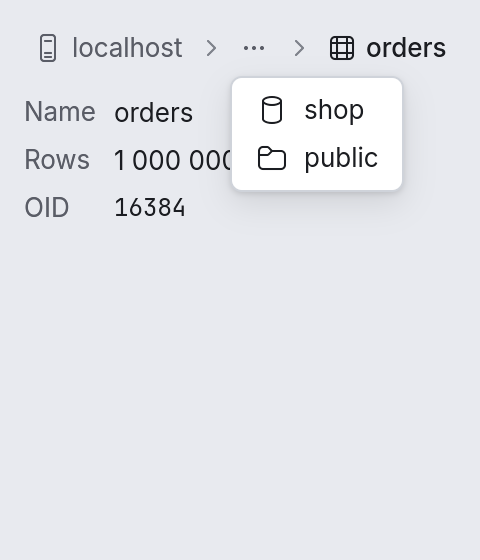 localhost > ··· > orders
shop
public
Name orders
Rows 1 000 000
OID 16384